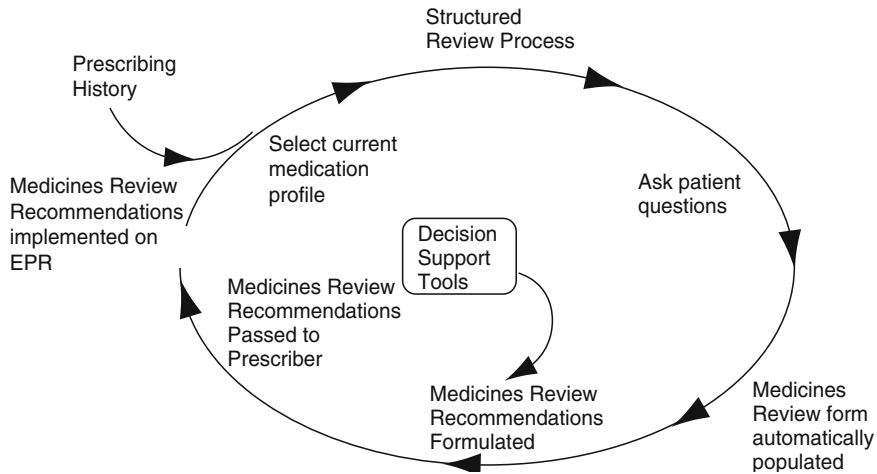 Structured
Review Process
Prescribing
History
Select current
medication
profile
Ask patient
questions
Medicines Review
Recommendations
implemented on
EPR
Decision
Support
Tools
Medicines Review
Recommendations
Passed to
Prescriber
Medicines Review
Recommendations
Formulated
Medicines
Review form
automatically
populated